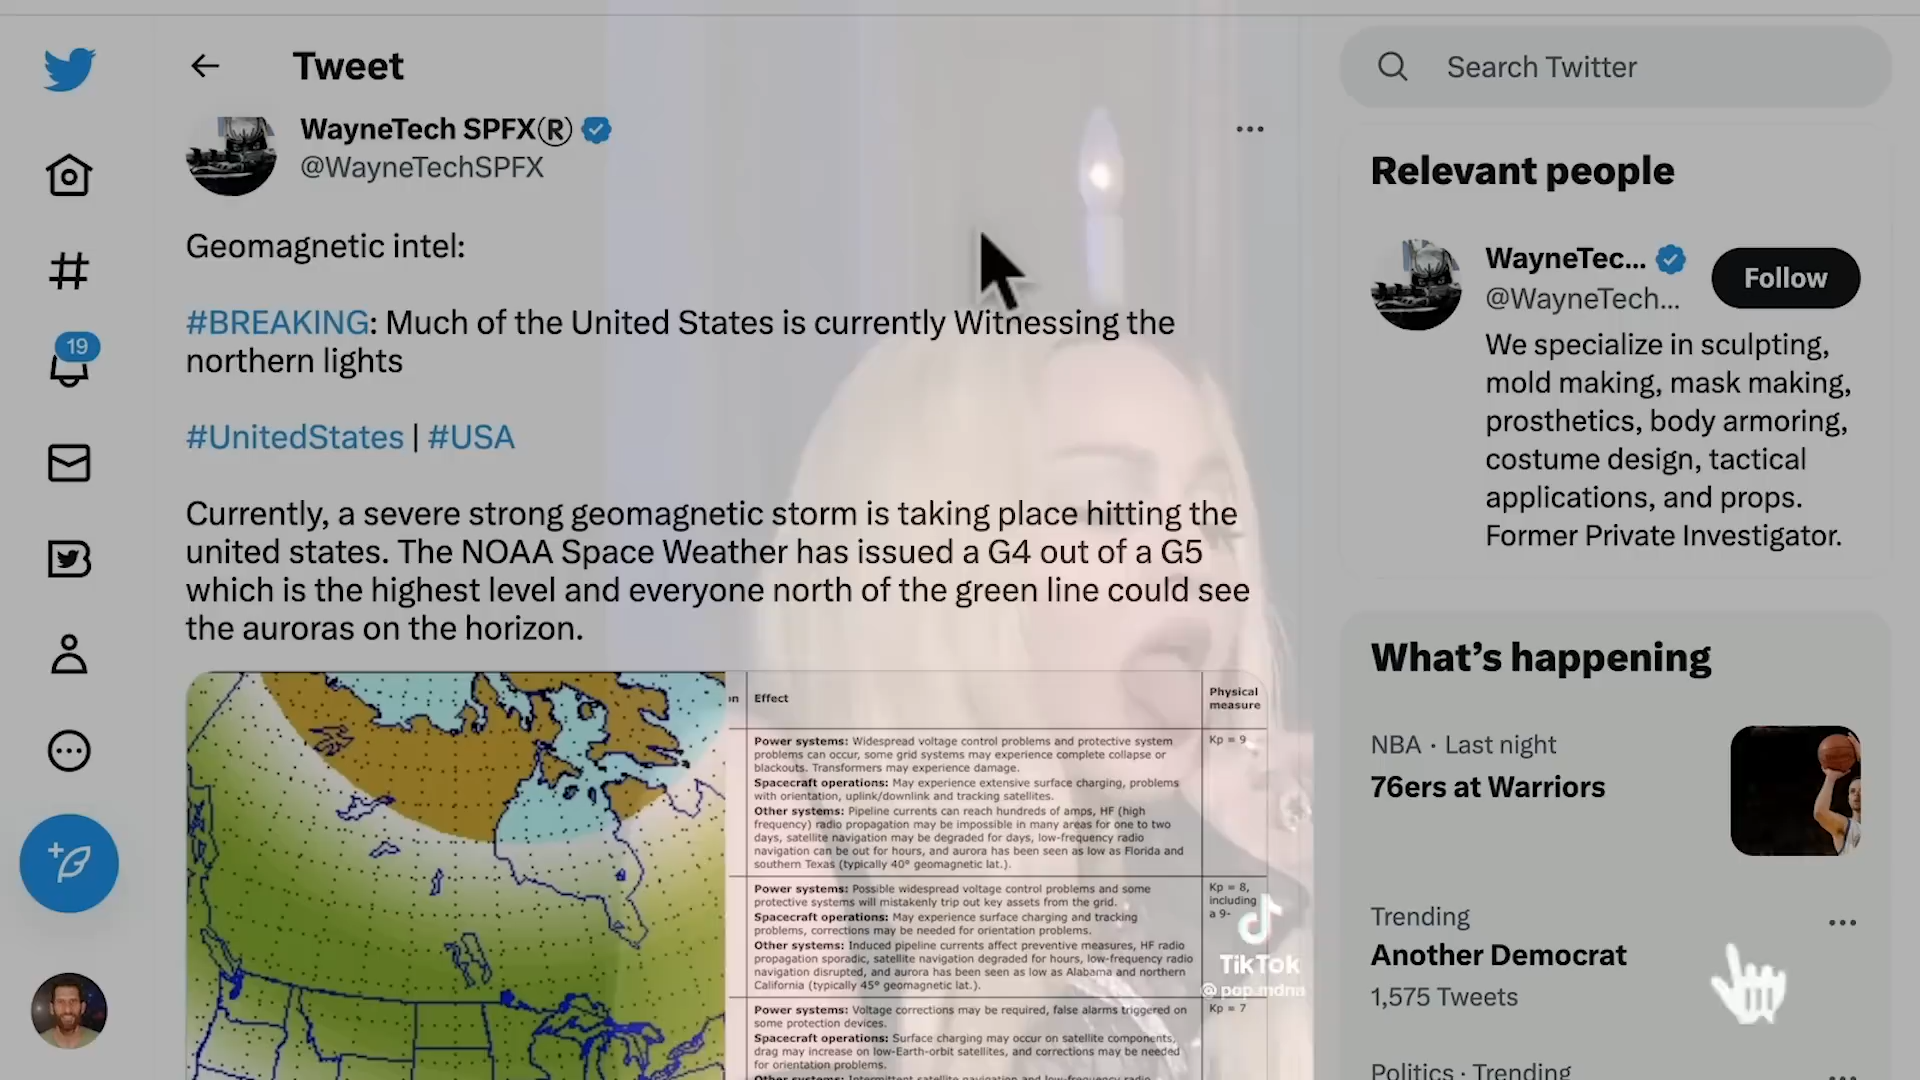 Tweet
WayneTech SPFX®
@WayneTechSPFX
Geomagnetic intel:
#BREAKING: Much of the United States is currently Witnessing the
northern lights
#UnitedStates | #USA
Currently, a severe strong geomagnetic storm is taking place hitting the
united states. The NOAA Space Weather has issued a G4 out of a G5
which is the highest level and everyone north of the green line could see
the auroras on the horizon.
Effect
Physical
measure
Power systems: Widespread voltage control problems and protective system
problems can occur, some grid systems may experience complete collapse or
blackouts. Transformers may experience damage.
Spacecraft operations: May experience extensive surface charging, problems
with orientation, uplink/downlink and tracking satellites.
Other systems: Pipeline currents can reach hundreds of amps, HF (high
frequency) radio propagation may be impossible in many areas for one to two
days, satellite navigation may be degraded for days, low-frequency radio
navigation can be out for hours, and aurora has been seen as low as Florida and
southern Texas (typically 40° geomagnetic lat.).
Kp = 9
Power systems: Possible widespread voltage control problems and some
protective systems will mistakenly trip out key assets from the grid.
Spacecraft operations: May experience surface charging and tracking
problems, corrections may be needed for orientation problems.
Other systems: Induced pipeline currents affect preventive measures, HF radio
propagation sporadic, satellite navigation degraded for hours, low-frequency radio
navigation disrupted, and aurora has been seen as low as Alabama and northern
California (typically 45° geomagnetic lat.).
Kp = 8,
including
a 9-
Power systems: Voltage corrections may be required, false alarms triggered on
some protection devices.
Spacecraft operations: Surface charging may occur on satellite components,
drag may increase on low-Earth-orbit satellites, and corrections may be needed
for orientation problems.
Other systems: Intermittent satellite navigation and low-frequency radio
Kp = 7
TikTok
@pop.mdna
19
Search Twitter
Relevant people
WayneTec...
@WayneTech...
Follow
We specialize in sculpting,
mold making, mask making,
prosthetics, body armoring,
costume design, tactical
applications, and props.
Former Private Investigator.
What's happening
NBA · Last night
76ers at Warriors
Trending
Another Democrat
1,575 Tweets
Politics · Trending